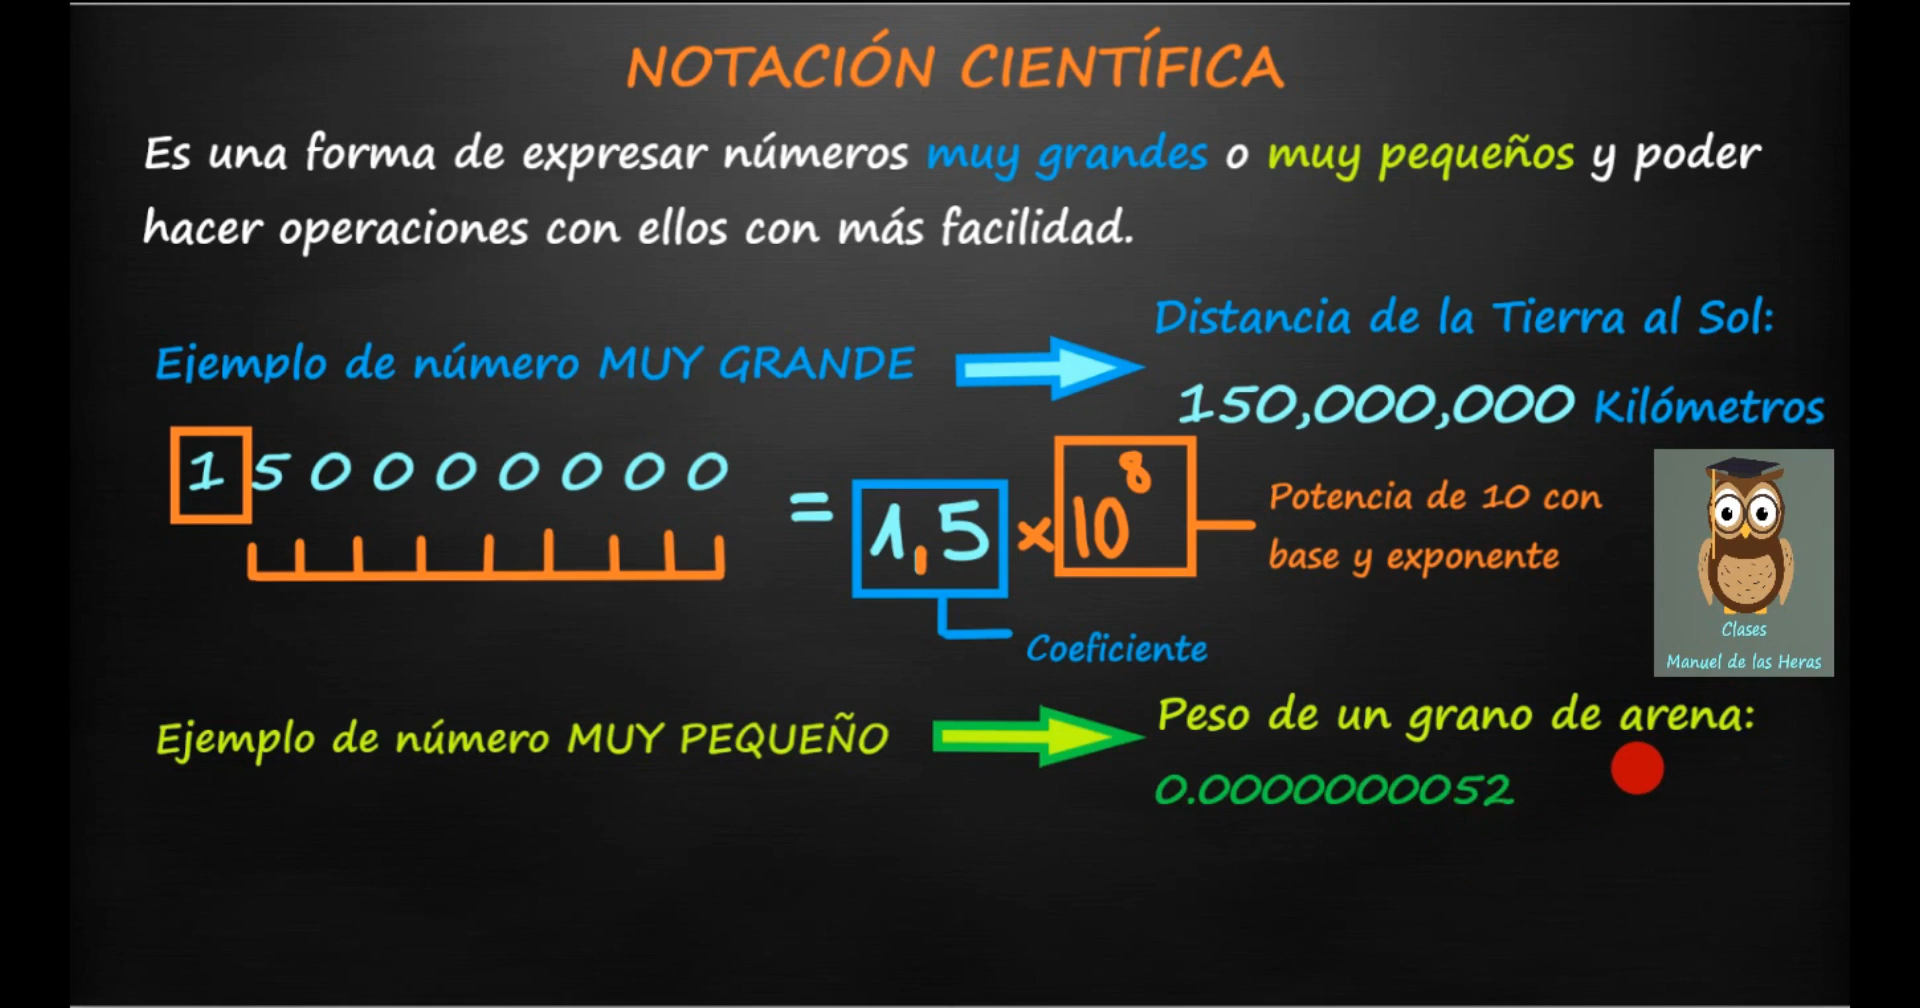 NOTACIÓN CIENTÍFICA
Es una forma de expresar números muy grandes o muy pequeños y poder
hacer operaciones con ellos con más facilidad.
Ejemplo de número MUY GRANDE
Distancia de la Tierra al Sol:
150,000,000 Kilómetros
1 5 0 0 0 0 0 0 0
= 1,5 × 10⁸
Potencia de 10 con
base y exponente
Coeficiente
Clases
Manuel de las Heras
Ejemplo de número MUY PEQUEÑO
Peso de un grano de arena:
0.0000000052